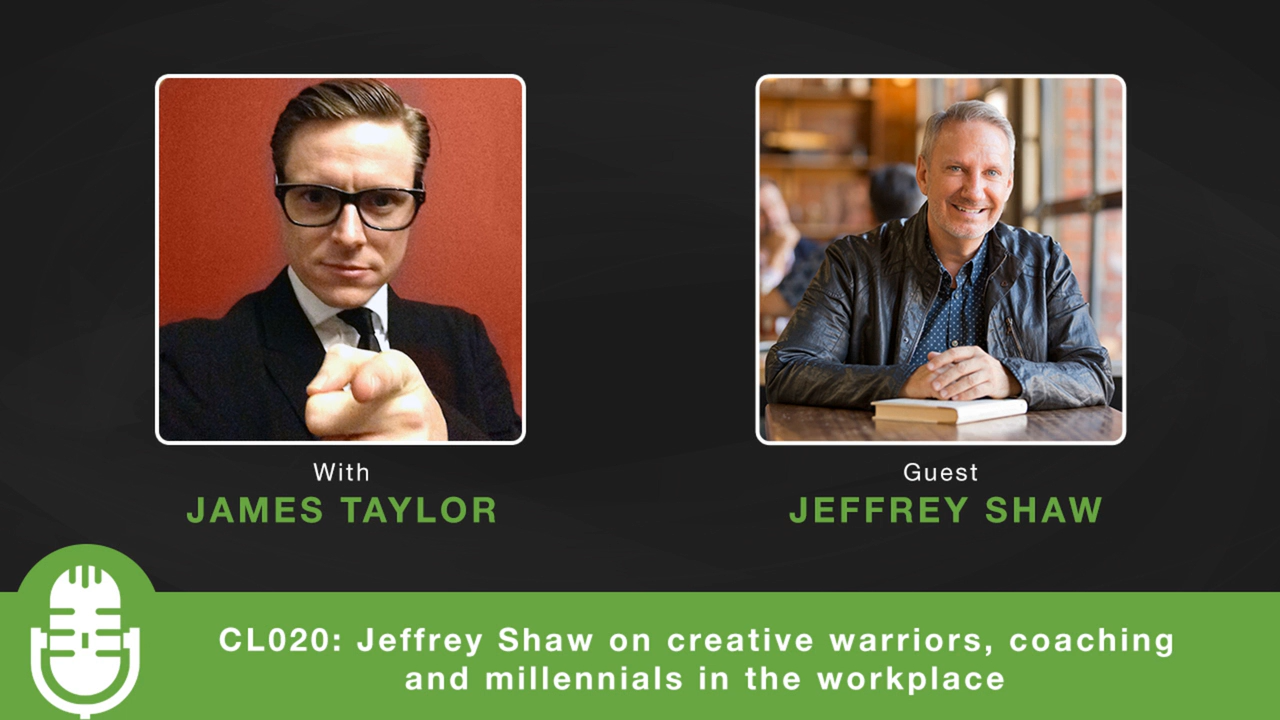 With
JAMES TAYLOR
Guest
JEFFREY SHAW
CL020: Jeffrey Shaw on creative warriors, coaching
and millennials in the workplace